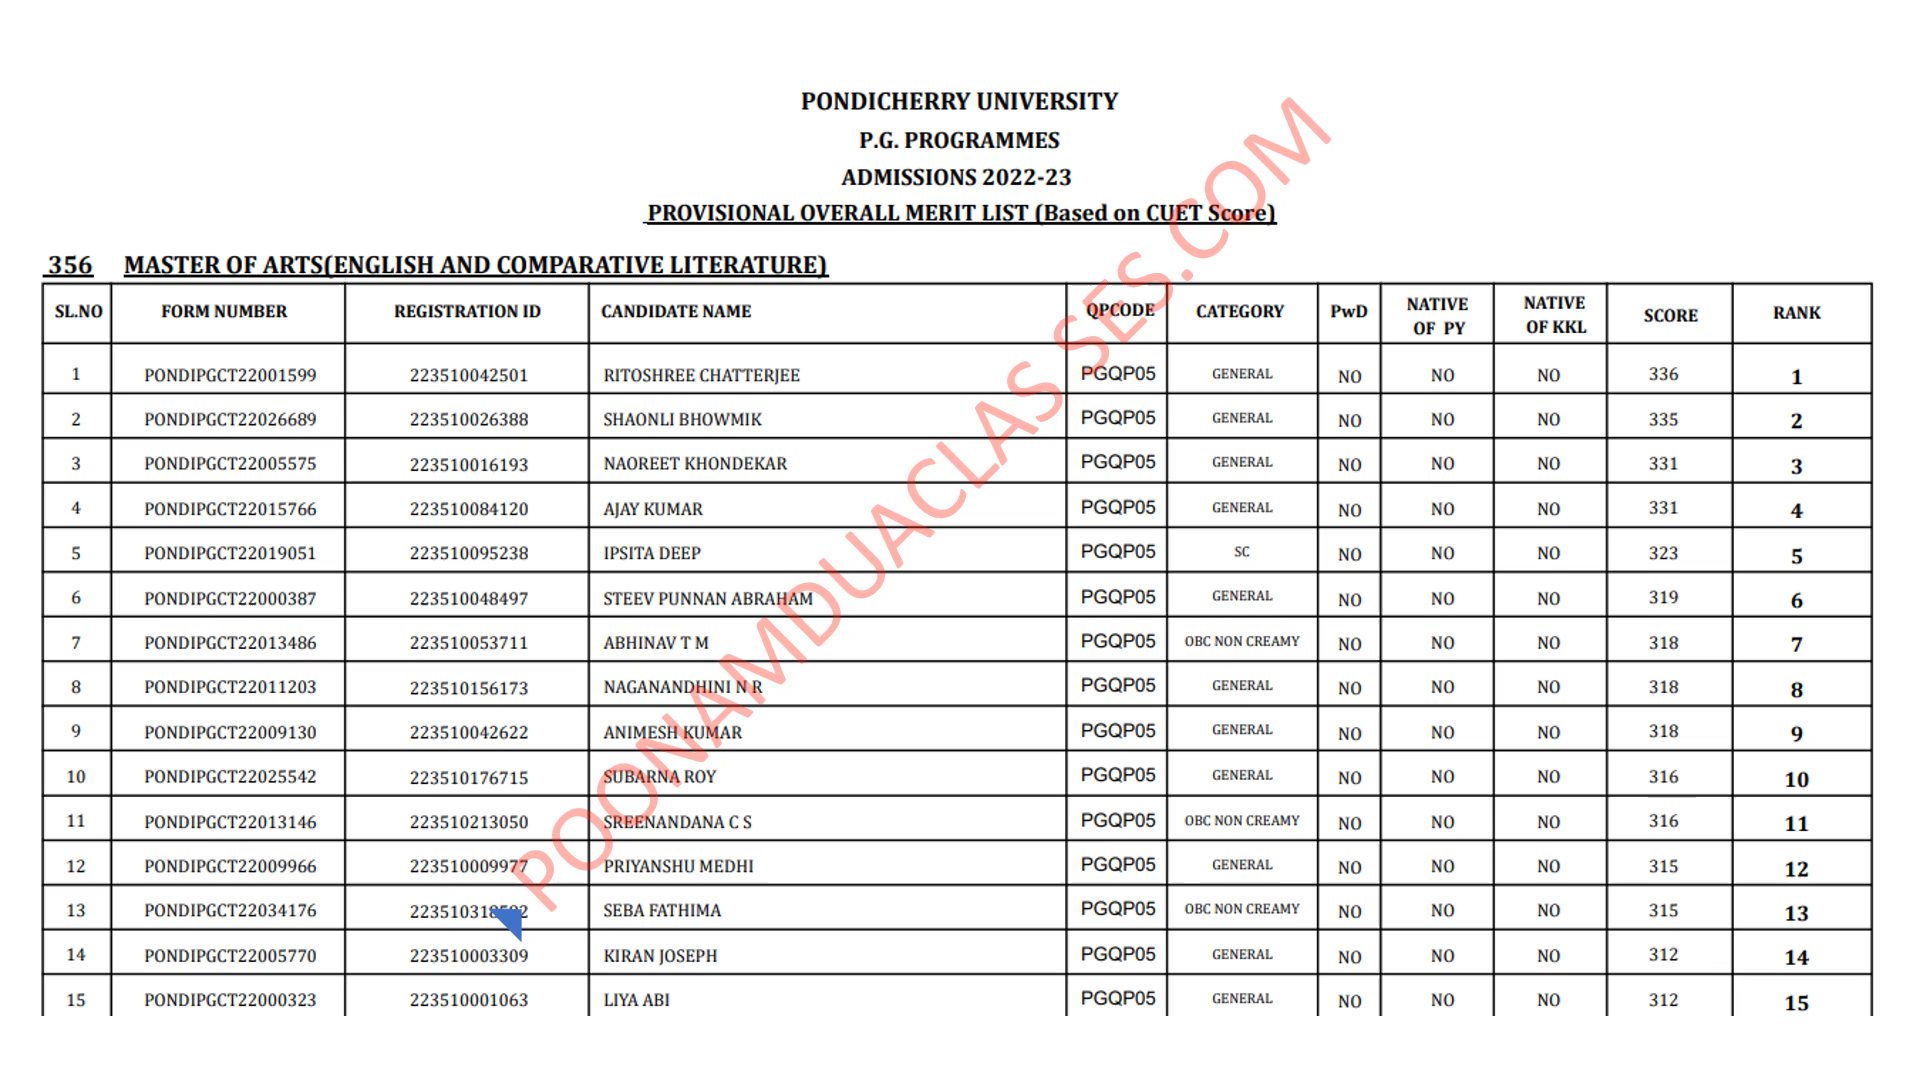 PONDICHERRY UNIVERSITY
P.G. PROGRAMMES
ADMISSIONS 2022-23
PROVISIONAL OVERALL MERIT LIST (Based on CUET Score)
356 MASTER OF ARTS(ENGLISH AND COMPARATIVE LITERATURE)
SL.NO FORM NUMBER REGISTRATION ID CANDIDATE NAME QPCODE CATEGORY PwD NATIVE OF PY NATIVE OF KKL SCORE RANK
1 PONDIPGCT22001599 223510042501 RITOSHREE CHATTERJEE PGQP05 GENERAL NO NO NO 336 1
2 PONDIPGCT22026689 223510026388 SHAONLI BHOWMIK PGQP05 GENERAL NO NO NO 335 2
3 PONDIPGCT22005575 223510016193 NAOREET KHONDEKAR PGQP05 GENERAL NO NO NO 331 3
4 PONDIPGCT22015766 223510084120 AJAY KUMAR PGQP05 GENERAL NO NO NO 331 4
5 PONDIPGCT22019051 223510095238 IPSITA DEEP PGQP05 SC NO NO NO 323 5
6 PONDIPGCT22000387 223510048497 STEEV PUNNAN ABRAHAM PGQP05 GENERAL NO NO NO 319 6
7 PONDIPGCT22013486 223510053711 ABHINAV T M PGQP05 OBC NON CREAMY NO NO NO 318 7
8 PONDIPGCT22011203 223510156173 NAGANANDHINI N R PGQP05 GENERAL NO NO NO 318 8
9 PONDIPGCT22009130 223510042622 ANIMESH KUMAR PGQP05 GENERAL NO NO NO 318 9
10 PONDIPGCT22025542 223510176715 SUBARNA ROY PGQP05 GENERAL NO NO NO 316 10
11 PONDIPGCT22013146 223510213050 SREENANDANA C S PGQP05 OBC NON CREAMY NO NO NO 316 11
12 PONDIPGCT22009966 223510009977 PRIYANSHU MEDHI PGQP05 GENERAL NO NO NO 315 12
13 PONDIPGCT22034176 SEBA FATHIMA PGQP05 OBC NON CREAMY NO NO NO 315 13
14 PONDIPGCT22005770 223510003309 KIRAN JOSEPH PGQP05 GENERAL NO NO NO 312 14
15 PONDIPGCT22000323 223510001063 LIYA ABI PGQP05 GENERAL NO NO NO 312 15
POONAMDUACLAS SES.COM